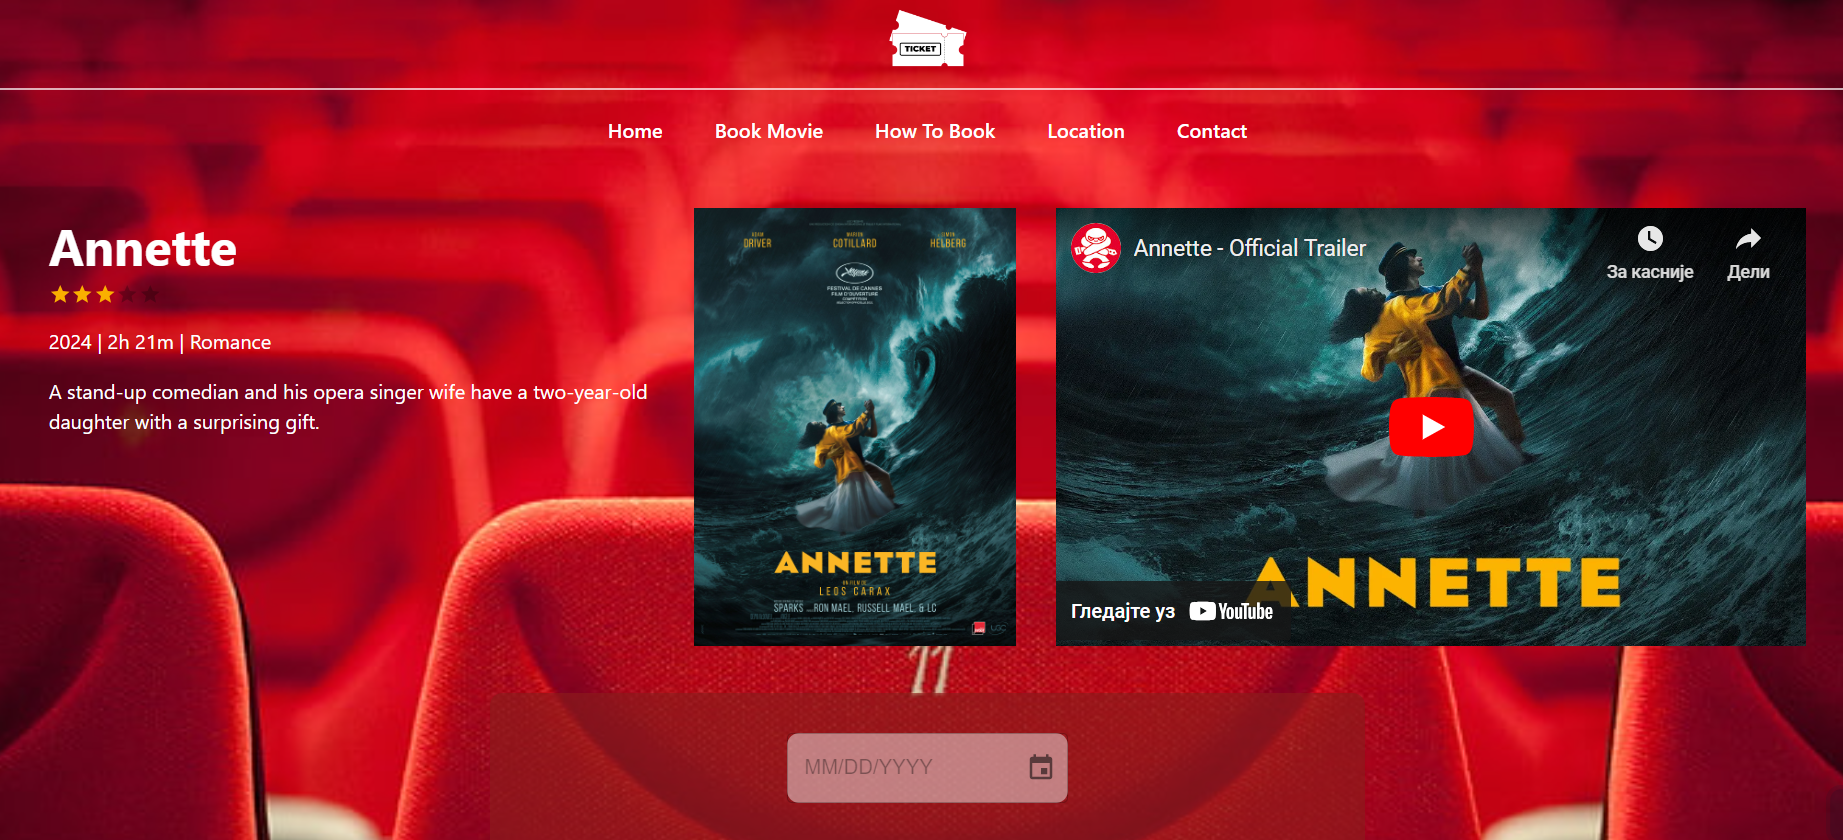 TICKET
Home
Book Movie
How To Book
Location
Contact
Annette
2024 | 2h 21m | Romance
A stand-up comedian and his opera singer wife have a two-year-old
daughter with a surprising gift.
DRIVER
MARION
COTILLARD
HELBERG
FESTIVAL DE CANNES
FILM D'OUVERTURE
COMPÉTITION
ANNETTE
UN FILM DE
LEOS CARAX
SPARKS RON MAEL, RUSSELL MAEL, & LC
UGC
Annette - Official Trailer
За касније
Дели
ANNETTE
Гледајте уз YouTube
11
MM/DD/YYYY